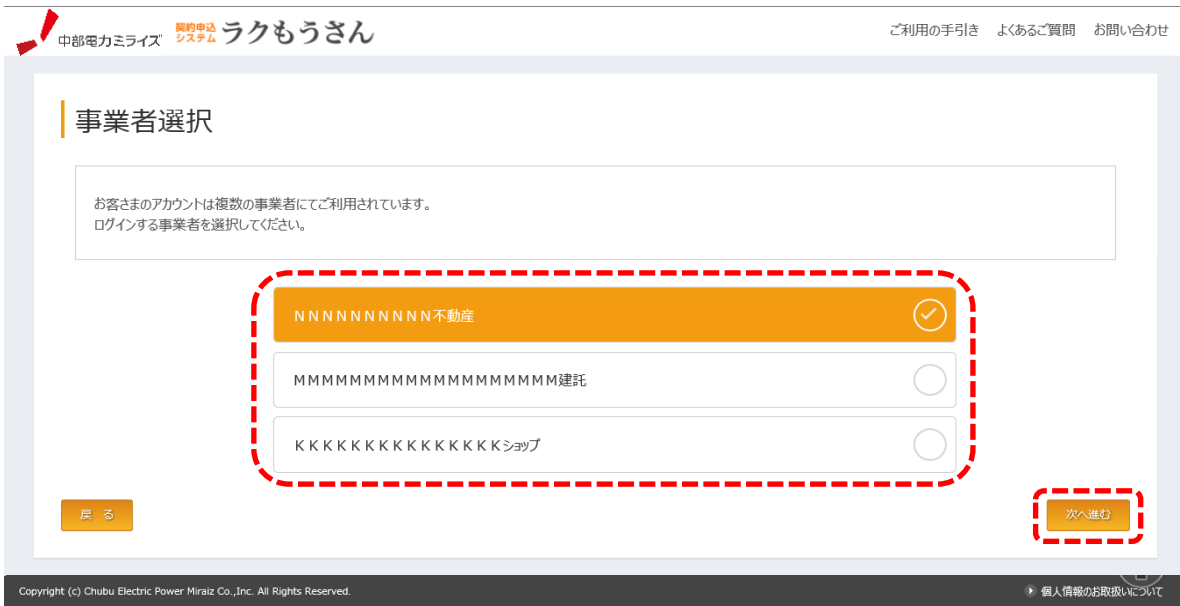 中部電力ミライズ 契約申込システム ラクもうさん
ご利用の手引き よくあるご質問 お問い合わせ
事業者選択
お客さまのアカウントは複数の事業者にてご利用されています。
ログインする事業者を選択してください。
ＮＮＮＮＮＮＮＮＮＮ不動産
ＭＭＭＭＭＭＭＭＭＭＭＭＭＭＭＭＭＭＭ建託
ＫＫＫＫＫＫＫＫＫＫＫＫＫＫＫショップ
戻 る
次へ進む
Copyright (c) Chubu Electric Power Miraiz Co.,Inc. All Rights Reserved.
個人情報のお取扱いについて